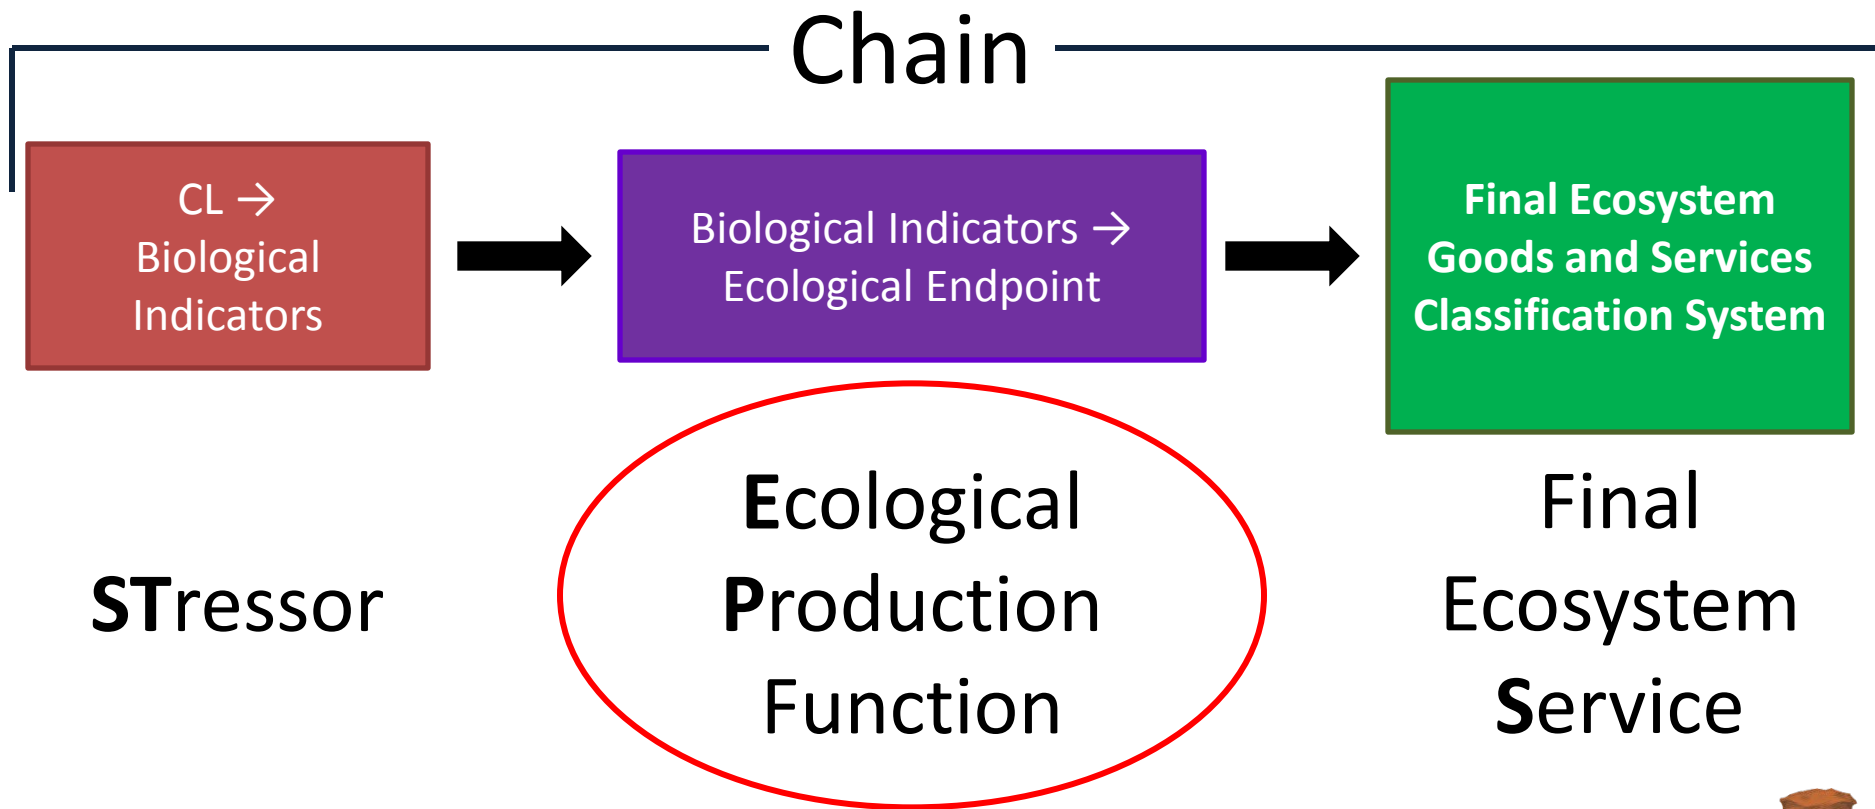 Chain
CL →
Biological
Indicators
Biological Indicators →
Ecological Endpoint
Final Ecosystem
Goods and Services
Classification System
STressor
Ecological
Production
Function
Final
Ecosystem
Service